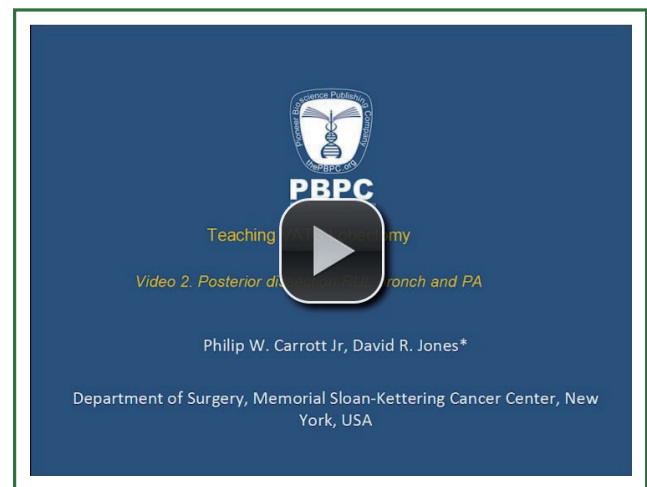 Pioneer Bioscience Publishing Company
thePBPC.org
PBPC
Teaching my
Video 2. Posterior ronch and PA
Philip W. Carrott Jr, David R. Jones*
Department of Surgery, Memorial Sloan-Kettering Cancer Center, New
York, USA